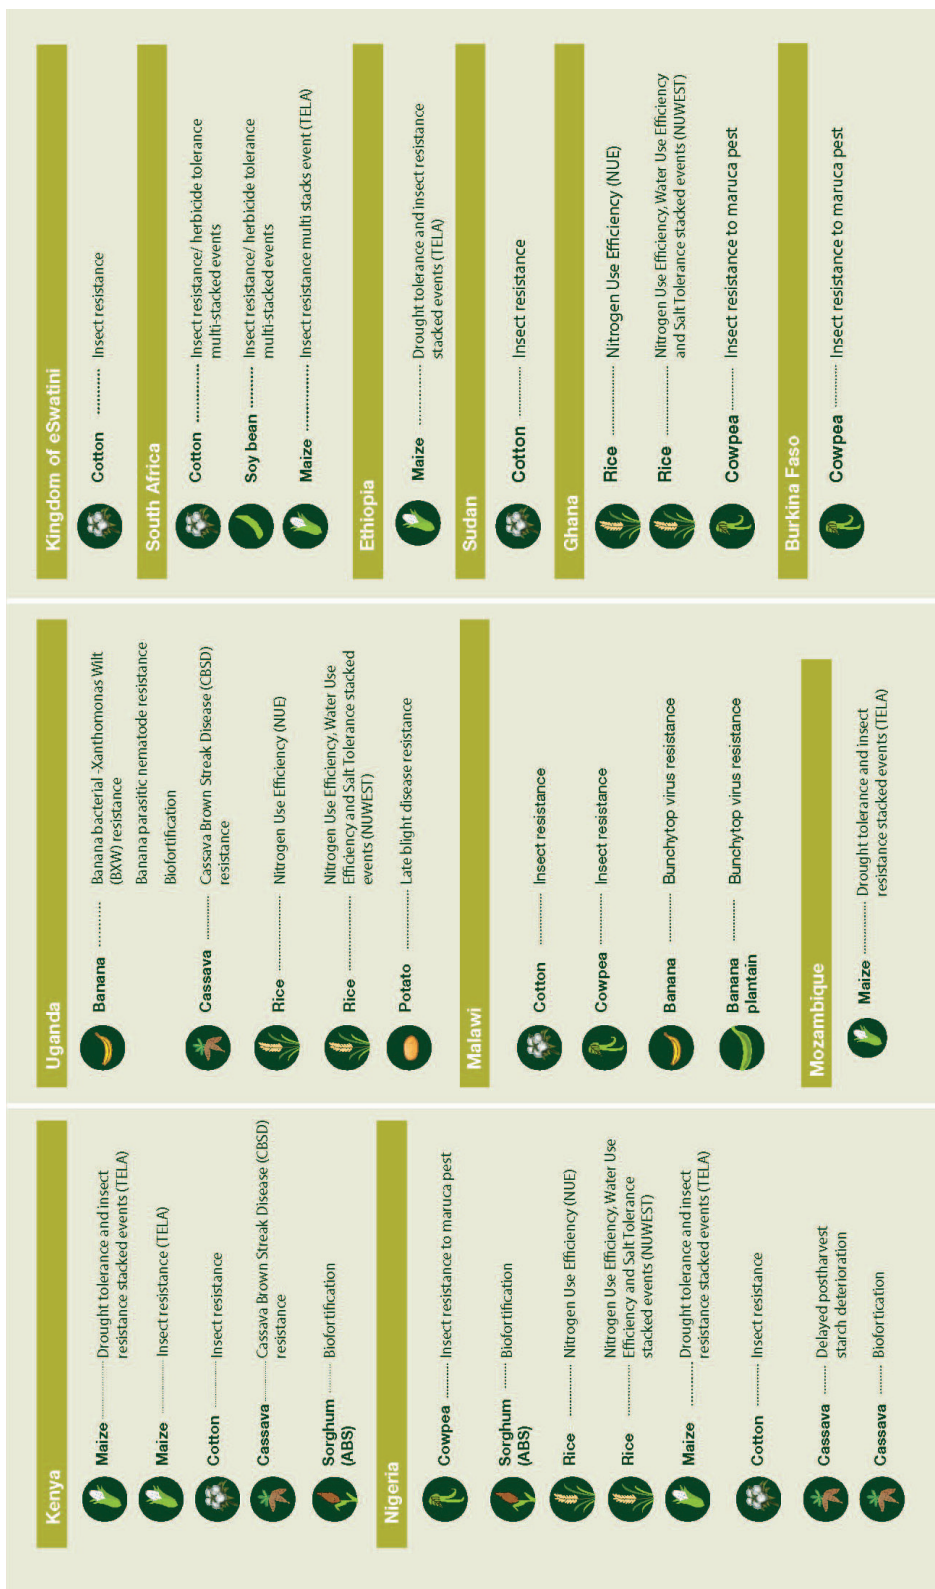 Kenya
Maize ............ Drought tolerance and insect
resistance stacked events (TELA)
Maize ............ Insect resistance (TELA)
Cotton ............ Insect resistance
Cassava ............ Cassava Brown Streak Disease (CBSD)
resistance
Sorghum ........ Biofortification
(ABS)
Nigeria
Cowpea .......... Insect resistance to maruca pest
Sorghum ....... Biofortification
(ABS)
Rice ............... Nitrogen Use Efficiency (NUE)
Nitrogen Use Efficiency, Water Use
Rice ............... Efficiency and Salt Tolerance
stacked events (NUWEST)
Maize ............ Drought tolerance and insect
resistance stacked events (TELA)
Cotton ............ Insect resistance
Cassava ......... Delayed postharvest
starch deterioration
Cassava ......... Biofortication
Uganda
Banana ............ Banana bacterial -Xanthomonas Wilt
(BXW) resistance
Banana parasitic nematode resistance
Biofortification
Cassava ............ Cassava Brown Streak Disease (CBSD)
resistance
Rice .................... Nitrogen Use Efficiency (NUE)
Nitrogen Use Efficiency, Water Use
Rice .................... Efficiency and Salt Tolerance stacked
events (NUWEST)
Potato ............... Late blight disease resistance
Malawi
Cotton ............... Insect resistance
Cowpea ............ Insect resistance
Banana ............ Bunchytop virus resistance
Banana ............ Bunchytop virus resistance
plantain
Mozambique
Maize ............ Drought tolerance and insect
resistance stacked events (TELA)
Kingdom of eSwatini
Cotton ............ Insect resistance
South Africa
Cotton ............... Insect resistance/ herbicide tolerance
multi-stacked events
Soy bean ............ Insect resistance/ herbicide tolerance
multi-stacked events
Maize ................. Insect resistance multi stacks event (TELA)
Ethiopia
Maize ............... Drought tolerance and insect resistance
stacked events (TELA)
Sudan
Cotton ............... Insect resistance
Ghana
Rice .................. Nitrogen Use Efficiency (NUE)
Rice .................. Nitrogen Use Efficiency, Water Use Efficiency
and Salt Tolerance stacked events (NUWEST)
Cowpea .......... Insect resistance to maruca pest
Burkina Faso
Cowpea .......... Insect resistance to maruca pest